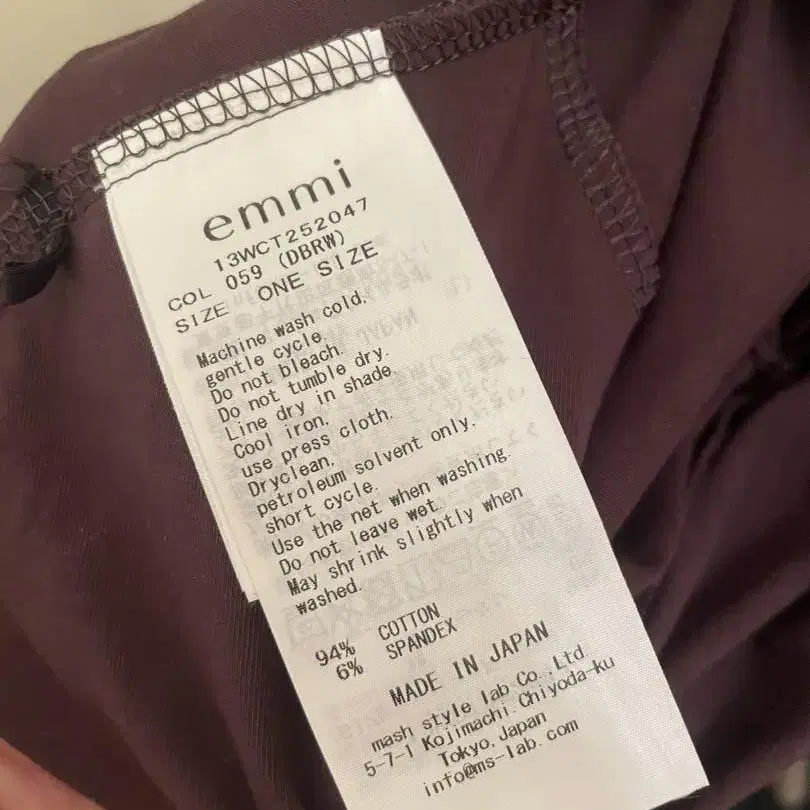 emmi
13WCT252047
COL 059 (DBRW)
SIZE ONE SIZE
Machine wash cold.
gentle cycle.
Do not bleach.
Do not tumble dry.
Line dry in shade.
Cool iron.
use press cloth.
Dryclean.
petroleum solvent only.
short cycle.
Use the net when washing.
Do not leave wet.
May shrink slightly when
washed.
94% COTTON
6% SPANDEX
MADE IN JAPAN
mash style lab Co., Ltd.
5-7-1 Kojimachi. Chiyoda-ku
Tokyo, Japan
info@ms-lab.com